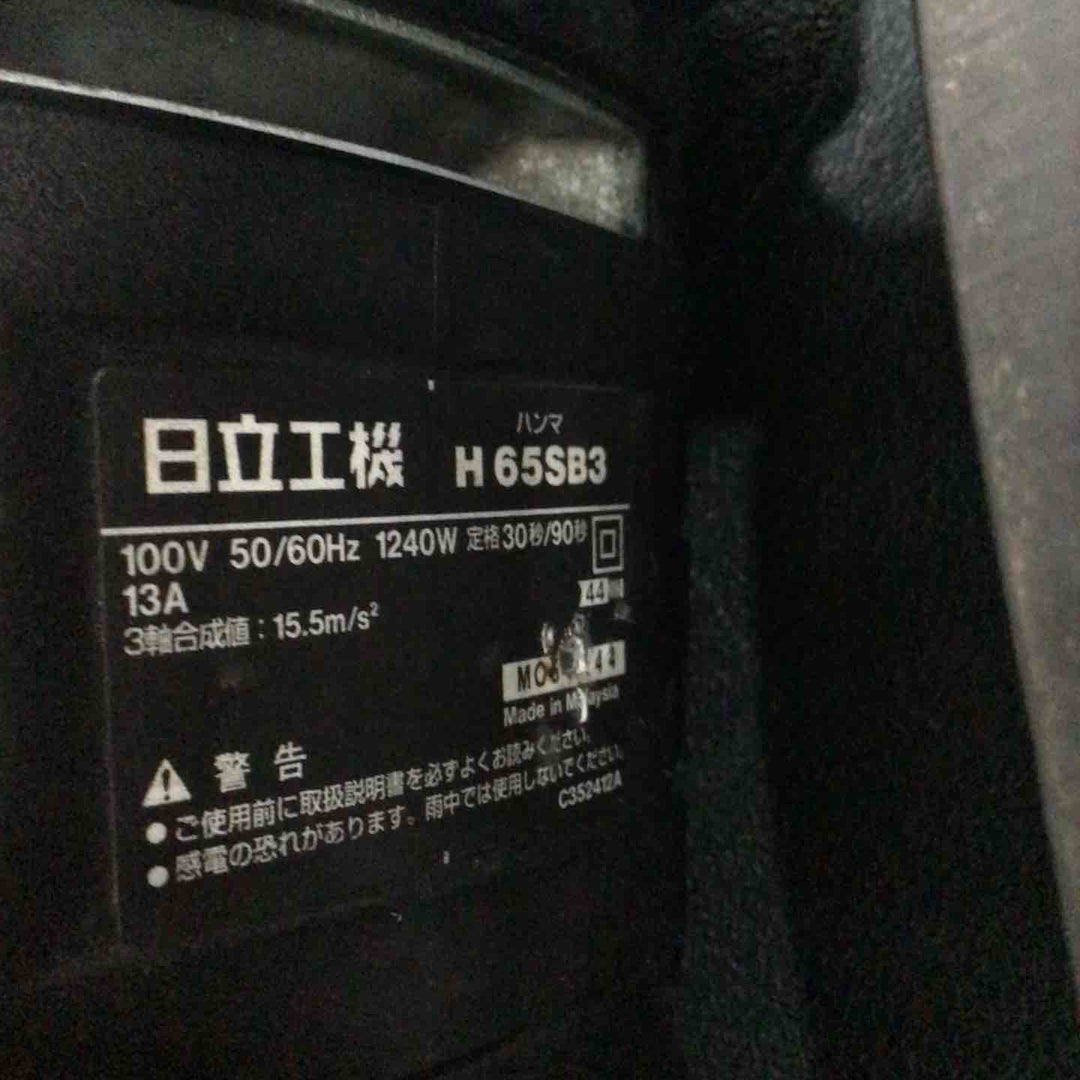 ハンマ
日立工機 H 65SB3
100V 50/60Hz 1240W 定格30秒/90秒
13A
44
3軸合成値：15.5m/s²
44
Made in Malaysia
警告
●ご使用前に取扱説明書を必ずよくお読みください。
●感電の恐れがあります。雨中では使用しないでください。
C352412A